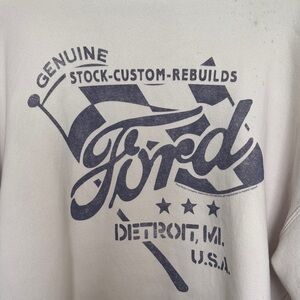 GENUINE
STOCK-CUSTOM-REBUILDS
Ford
DETROIT, MI.
U.S.A.